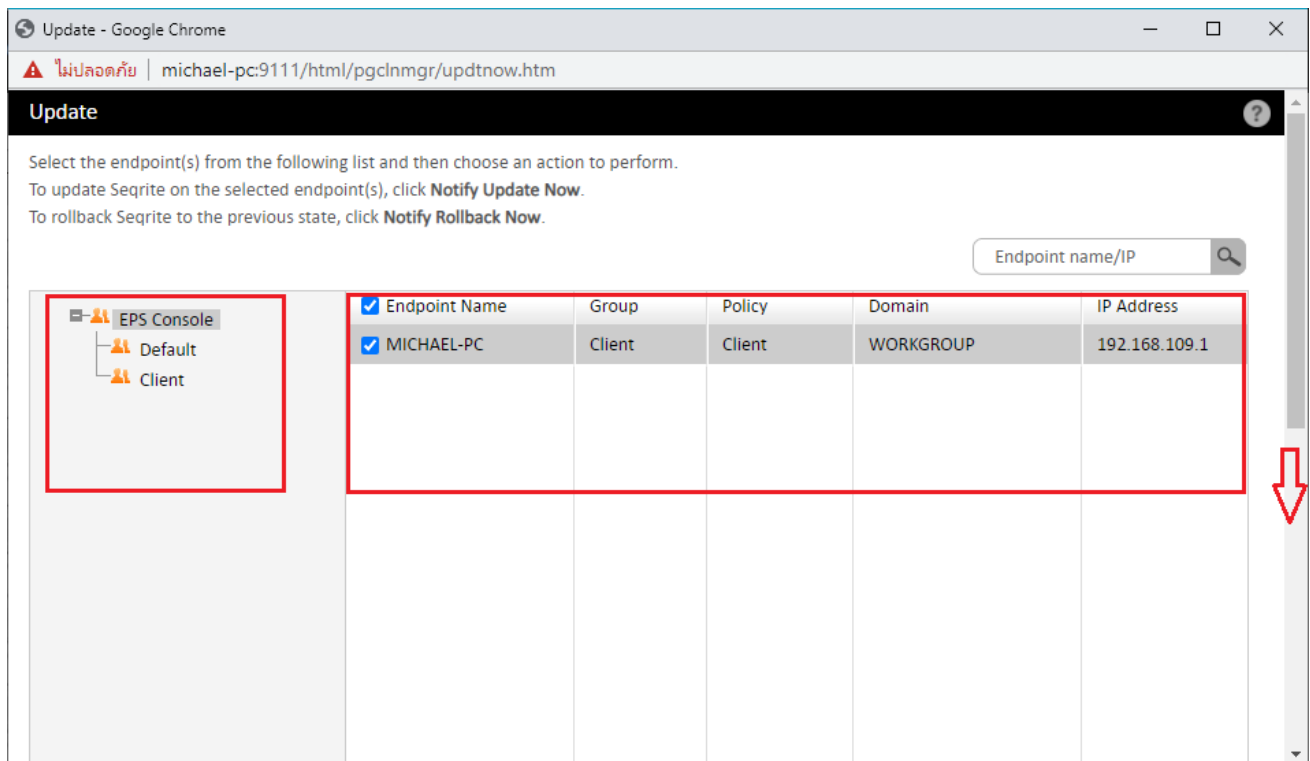 Update - Google Chrome
ไม่ปลอดภัย | michael-pc:9111/html/pgclnmgr/updtnow.htm
Update ?
Select the endpoint(s) from the following list and then choose an action to perform.
To update Seqrite on the selected endpoint(s), click Notify Update Now.
To rollback Seqrite to the previous state, click Notify Rollback Now.
Endpoint name/IP
EPS Console
Default
Client
Endpoint Name Group Policy Domain IP Address
MICHAEL-PC Client Client WORKGROUP 192.168.109.1